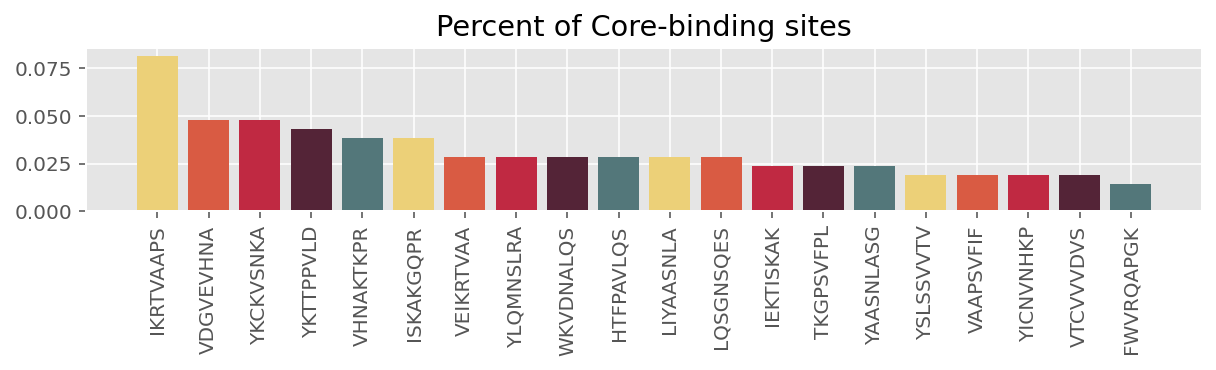 Percent of Core-binding sites
0.075
0.050
0.025
0.000
IKRTVAAPS
VDGVEVHNA
YKCKVSNKA
YKTTPPVLD
VHNAKTKPR
ISKAKGQPR
VEIKRTVAA
YLQMNSLRA
WKVDNALQS
HTFPAVLQS
LIYAASNLA
LQSGNSQES
IEKTISKAK
TKGPSVFPL
YAASNLASG
YSLSSVVTV
VAAPSVFIF
YICNVNHKP
VTCVVVDVS
FWVRQAPGK